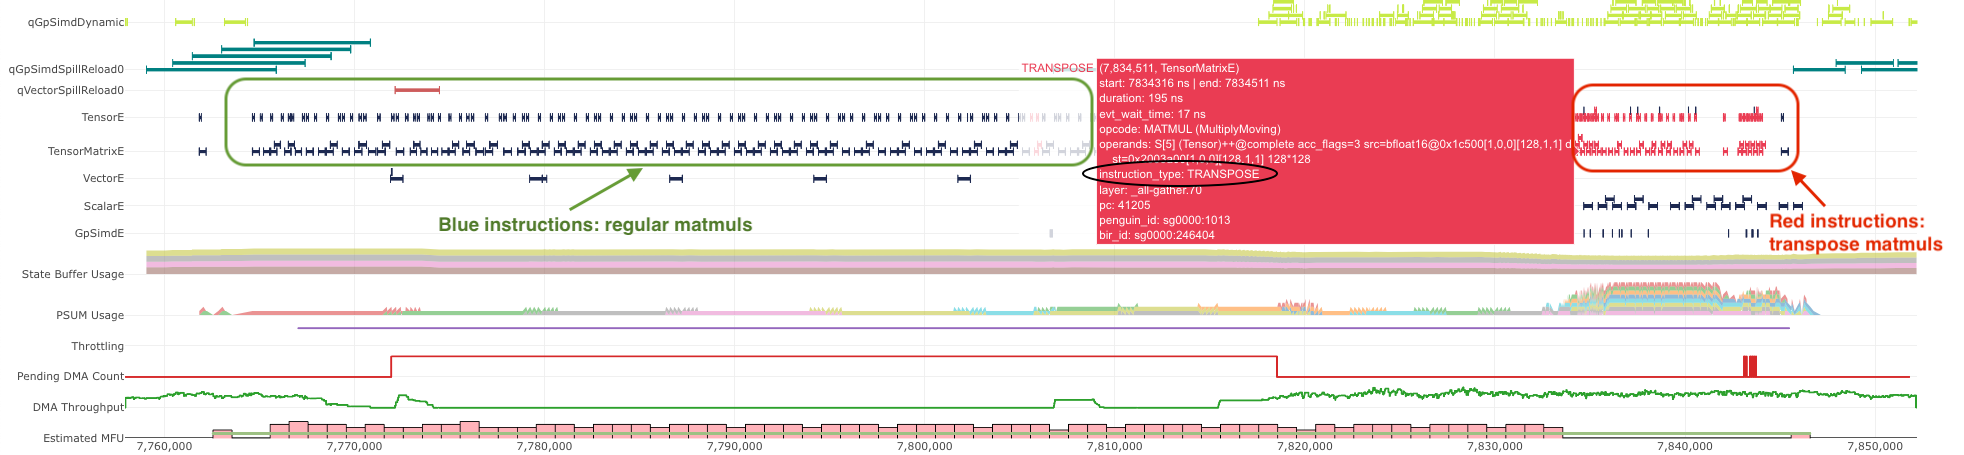 qGpSimdDynamic
qGpSimdSpillReload0
qVectorSpillReload0
TensorE
TensorMatrixE
VectorE
ScalarE
GpSimdE
State Buffer Usage
PSUM Usage
Throttling
Pending DMA Count
DMA Throughput
Estimated MFU
TRANSPOSE
(7,834,511, TensorMatrixE)
start: 7834316 ns | end: 7834511 ns
duration: 195 ns
evt_wait_time: 17 ns
opcode: MATMUL (MultiplyMoving)
operands: S[5] (Tensor)++@complete acc_flags=3 src=bfloat16@0x1c500[1,0,0][128,1,1] d
st=0x2003a00[1,0,0][128,1,1] 128*128
instruction_type: TRANSPOSE
layer: _all-gather.70
pc: 41205
penguin_id: sg0000:1013
bir_id: sg0000:246404
Blue instructions: regular matmuls
Red instructions:
transpose matmuls
7,760,000 7,770,000 7,780,000 7,790,000 7,800,000 7,810,000 7,820,000 7,830,000 7,840,000 7,850,000